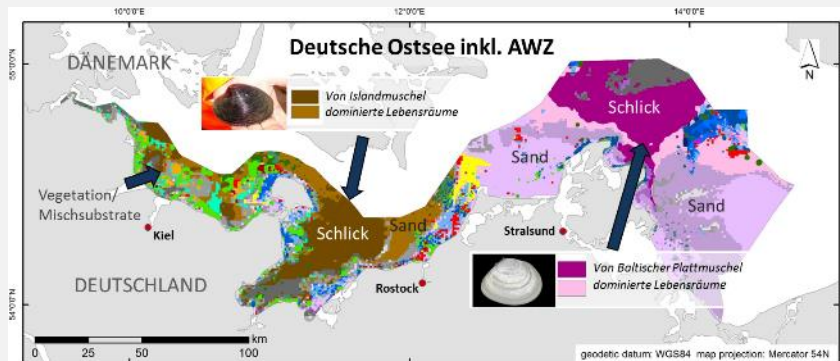 10°0'0"E
12°0'0"E
14°0'0"E
DÄNEMARK
Deutsche Ostsee inkl. AWZ
N
55°0'0"N
Von Islandmuschel
dominierte Lebensräume
Schlick
Sand
Vegetation/
Mischsubstrate
Kiel
Schlick
Sand
Sand
Stralsund
DEUTSCHLAND
Rostock
Von Baltischer Plattmuschel
dominierte Lebensräume
54°0'0"N
km
0 25 50 100
geodetic datum: WGS84 map projection: Mercator 54N